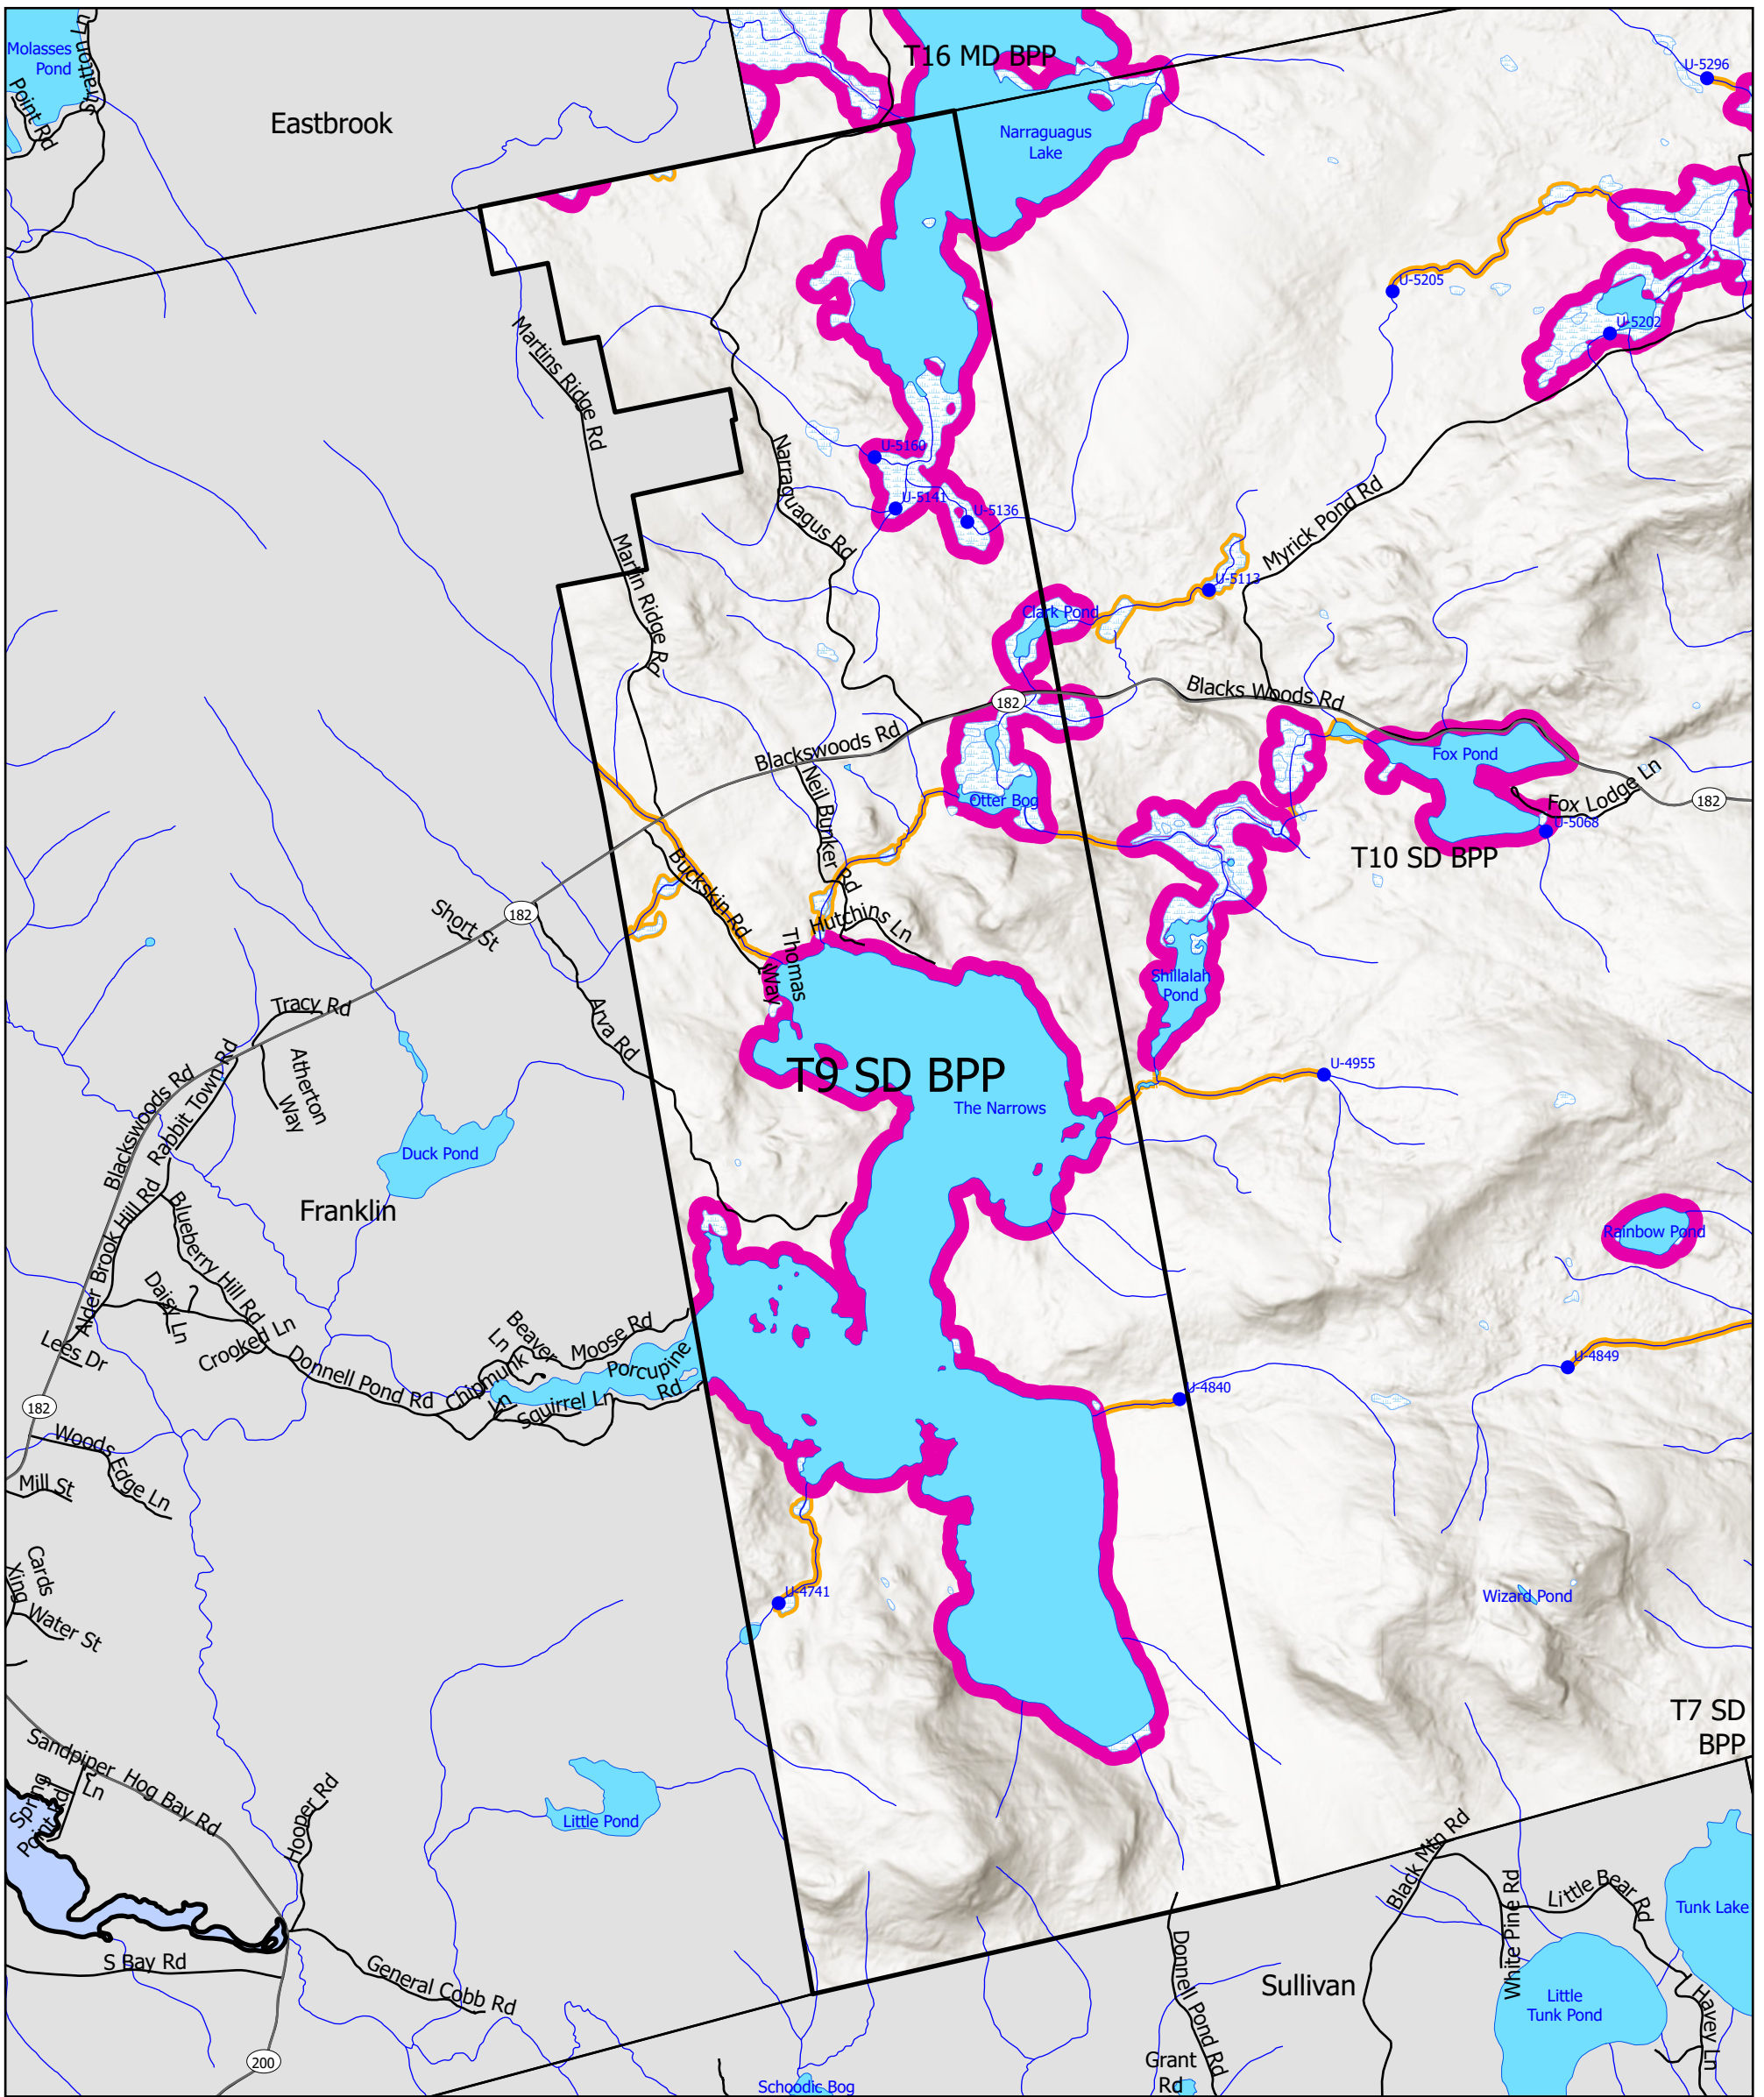 Molasses
Pond
Stratton Ln
Point Rd
Eastbrook
T16 MD BPP
Narraguagus
Lake
U-5296
U-5205
U-5202
Martins Ridge Rd
U-5160
U-5141
U-5136
Narraguagus Rd
Myrick Pond Rd
Martin Ridge Rd
U-5113
Clark Pond
182
Blacks Woods Rd
Blackswoods Rd
Fox Pond
Fox Lodge Ln
182
Otter Bog
Neil Bunker Rd
U-5068
T10 SD BPP
Buckskin Rd
Short St
182
Hutchins Ln
Thomas
Way
Shillalah
Pond
Tracy Rd
Arva Rd
Blackswoods Rd
Rabbit Town Rd
Atherton
Way
T9 SD BPP
The Narrows
U-4955
Duck Pond
Franklin
Alder Brook Hill Rd
Blueberry Hill Rd
Rainbow Pond
Daisy Ln
Lees Dr
Crooked Ln
Donnell Pond Rd
Beaver
Ln
Moose Rd
Chipmunk
Ln
Porcupine
Rd
Squirrel Ln
U-4849
U-4840
182
Woods
Edge Ln
Mill St
Cards
Xing
Water St
U-4741
Wizard Pond
T7 SD
BPP
Sandpiper
Ln
Hog Bay Rd
Spring
Point Rd
Hooper Rd
Little Pond
Black Mtn Rd
White Pine Rd
Little Bear Rd
Tunk Lake
S Bay Rd
General Cobb Rd
Donnell Pond Rd
Sullivan
Little
Tunk Pond
Havey Ln
200
Grant
Rd
Schoodic Bog